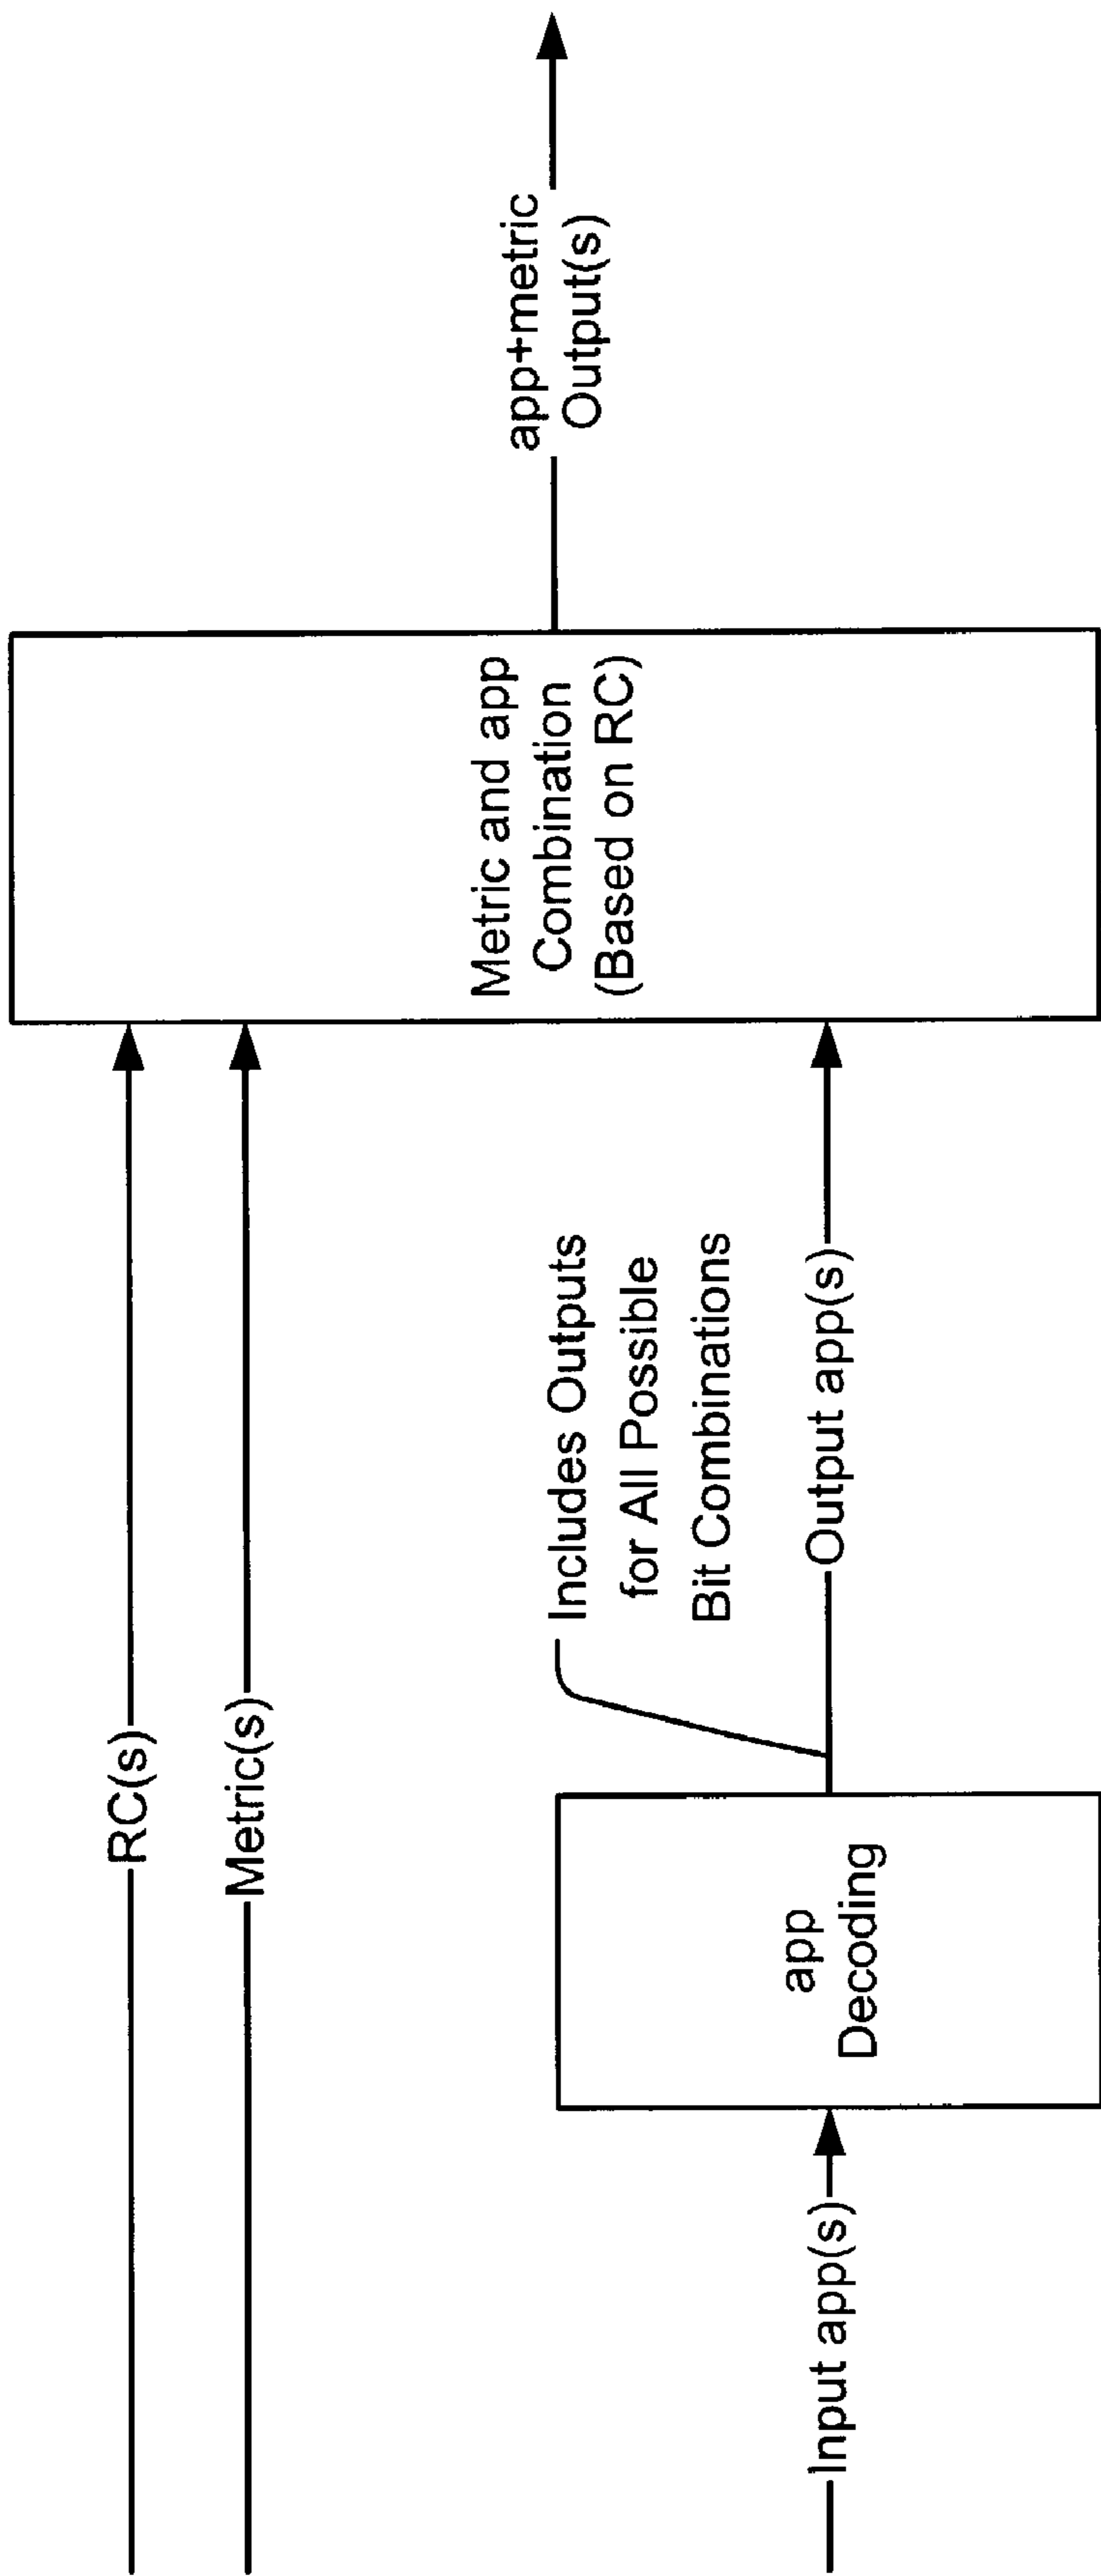 RC(s)
Metric(s)
Input app(s)
app
Decoding
Includes Outputs
for All Possible
Bit Combinations
Output app(s)
Metric and app
Combination
(Based on RC)
app+metric
Output(s)